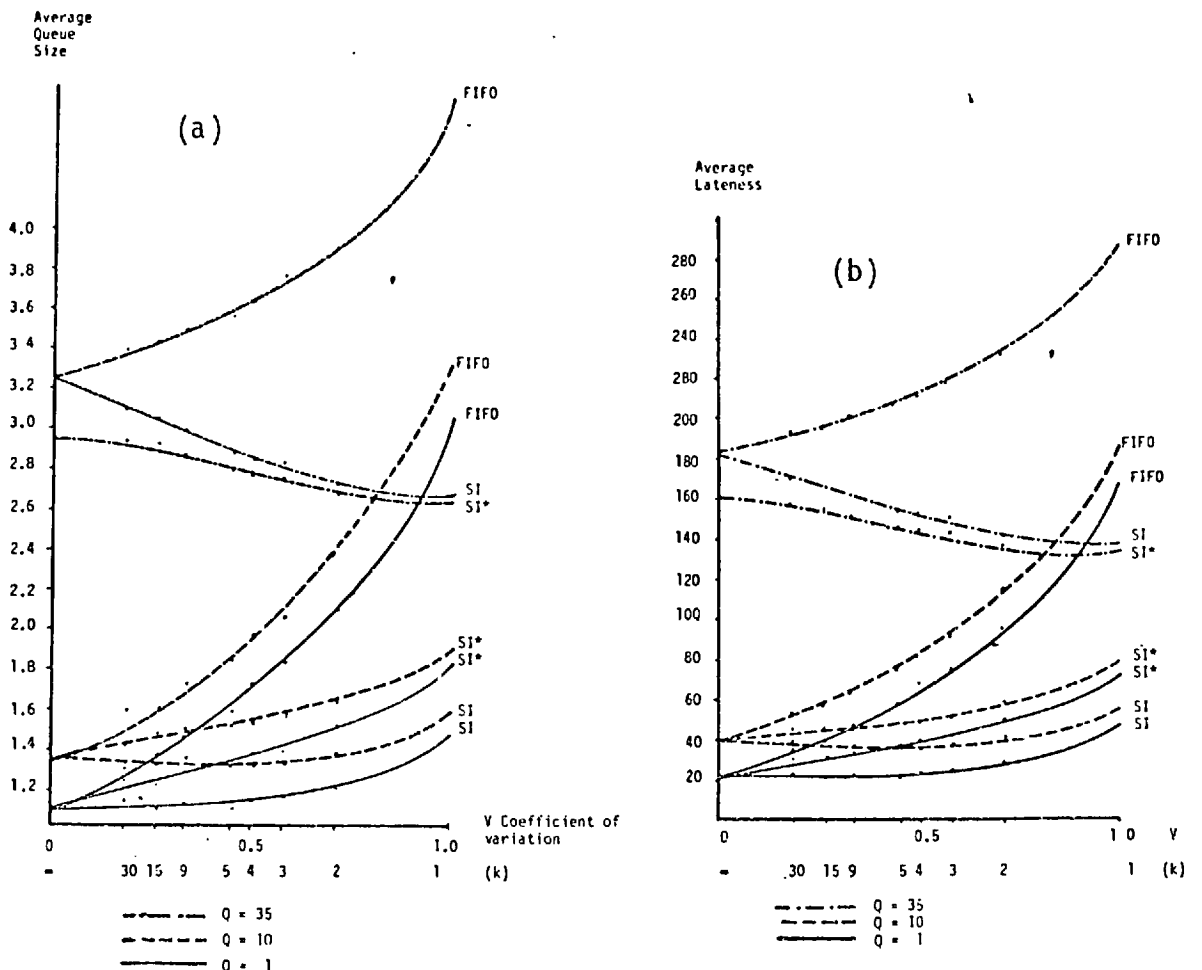 Average
Queue
Size
(a)
FIFO
4.0
3.8
3.6
3 4
3.2
3.0
2.8
2.6
2.4
2.2
2.0
1.8
1.6
1.4
1.2
FIFO
FIFO
SI
SI*
SI*
SI*
SI
SI
0 0.5 1.0
V Coefficient of
variation
30 15 9 5 4 3 2 1 (k)
Q = 35
Q = 10
Q = 1
Average
Lateness
(b)
FIFO
280
260
240
280
200
180
160
140
120
100
80
60
40
20
FIFO
FIFO
SI
SI*
SI*
SI*
SI
SI
0 0.5 1 0 V
30 15 9 5 4 3 2 1 (k)
Q = 35
Q = 10
Q = 1